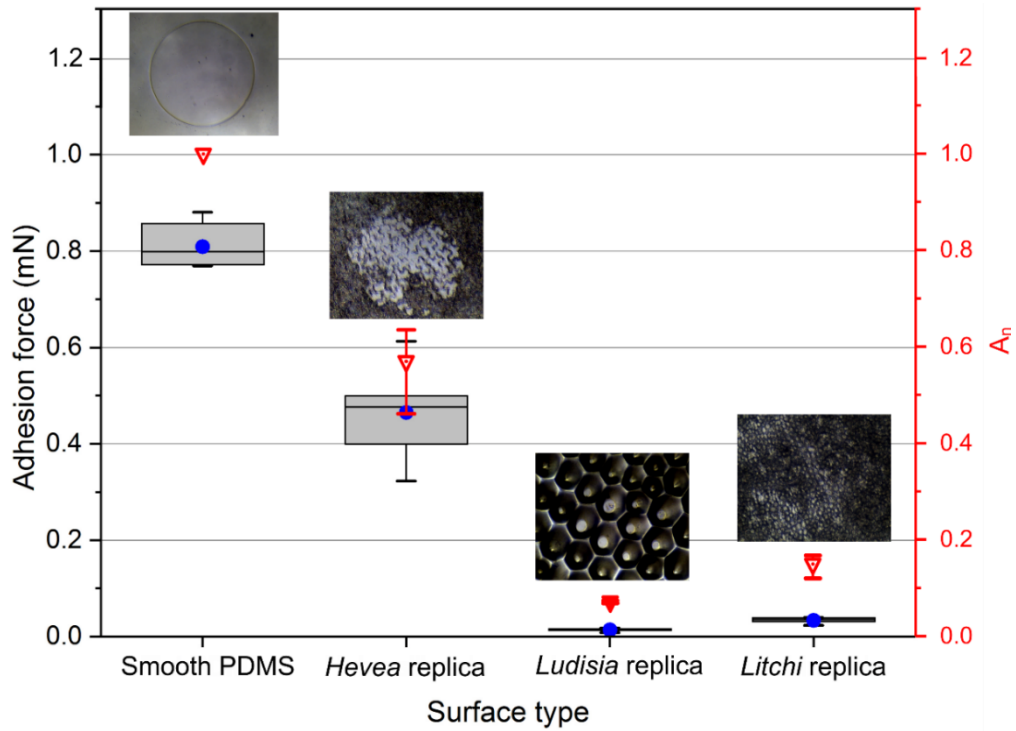 Adhesion force (mN)
1.2
1.0
0.8
0.6
0.4
0.2
0.0
1.2
1.0
0.8
0.6
0.4
0.2
0.0
Aₙ
Smooth PDMS
Hevea replica
Ludisia replica
Litchi replica
Surface type